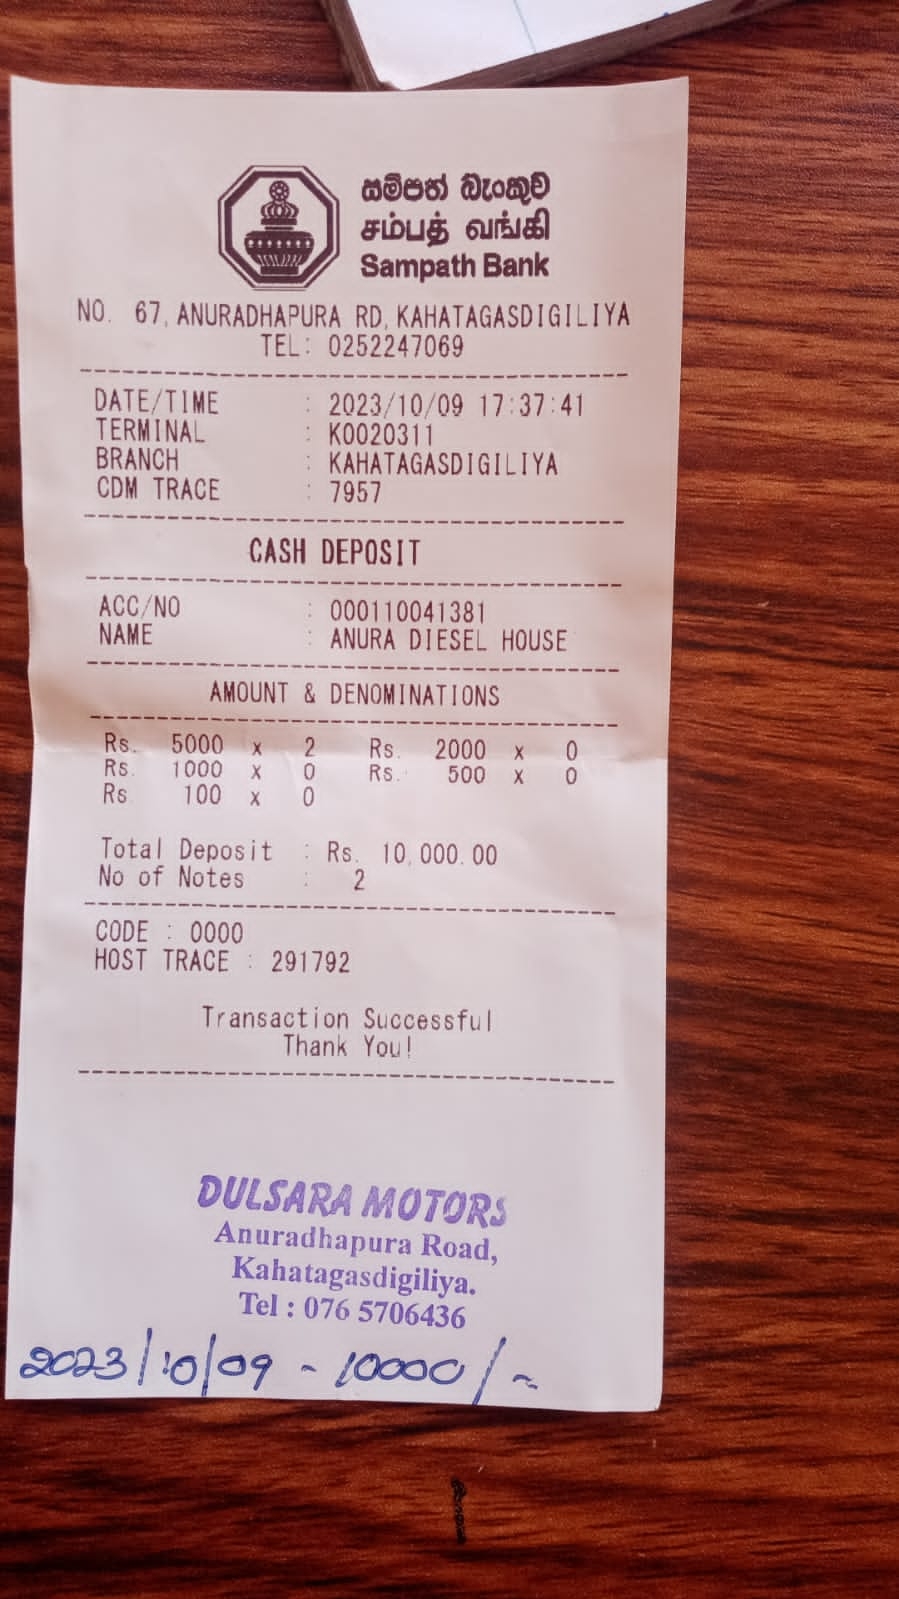 සම්පත් බැංකුව
சம்பத் வங்கி
Sampath Bank
NO. 67, ANURADHAPURA RD, KAHATAGASDIGILIYA
TEL: 0252247069
DATE/TIME : 2023/10/09 17:37:41
TERMINAL : K0020311
BRANCH : KAHATAGASDIGILIYA
CDM TRACE : 7957
CASH DEPOSIT
ACC/NO : 000110041381
NAME : ANURA DIESEL HOUSE
AMOUNT & DENOMINATIONS
Rs. 5000 x 2 Rs. 2000 x 0
Rs. 1000 x 0 Rs. 500 x 0
Rs. 100 x 0
Total Deposit : Rs. 10,000.00
No of Notes : 2
CODE : 0000
HOST TRACE : 291792
Transaction Successful
Thank You!
DULSARA MOTORS
Anuradhapura Road,
Kahatagasdigiliya.
Tel : 076 5706436
2023/10/09 - 10000/-